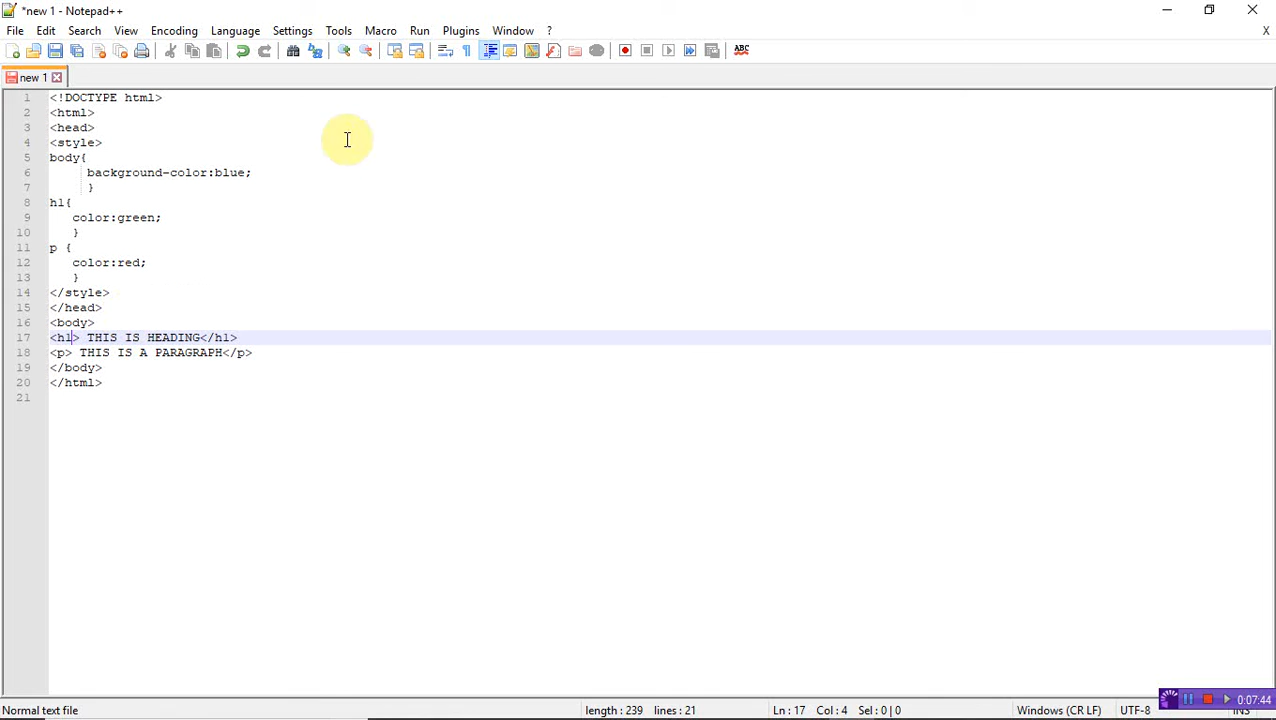 *new 1 - Notepad++
File Edit Search View Encoding Language Settings Tools Macro Run Plugins Window ? X
ABC
new 1
1 <!DOCTYPE html>
2 <html>
3 <head>
4 <style>
5 body{
6 background-color:blue;
7 }
8 h1{
9 color:green;
10 }
11 p {
12 color:red;
13 }
14 </style>
15 </head>
16 <body>
17 <h1> THIS IS HEADING</h1>
18 <p> THIS IS A PARAGRAPH</p>
19 </body>
20 </html>
21
Normal text file length : 239 lines : 21 Ln : 17 Col : 4 Sel : 0 | 0 Windows (CR LF) UTF-8 INS
0:07:44